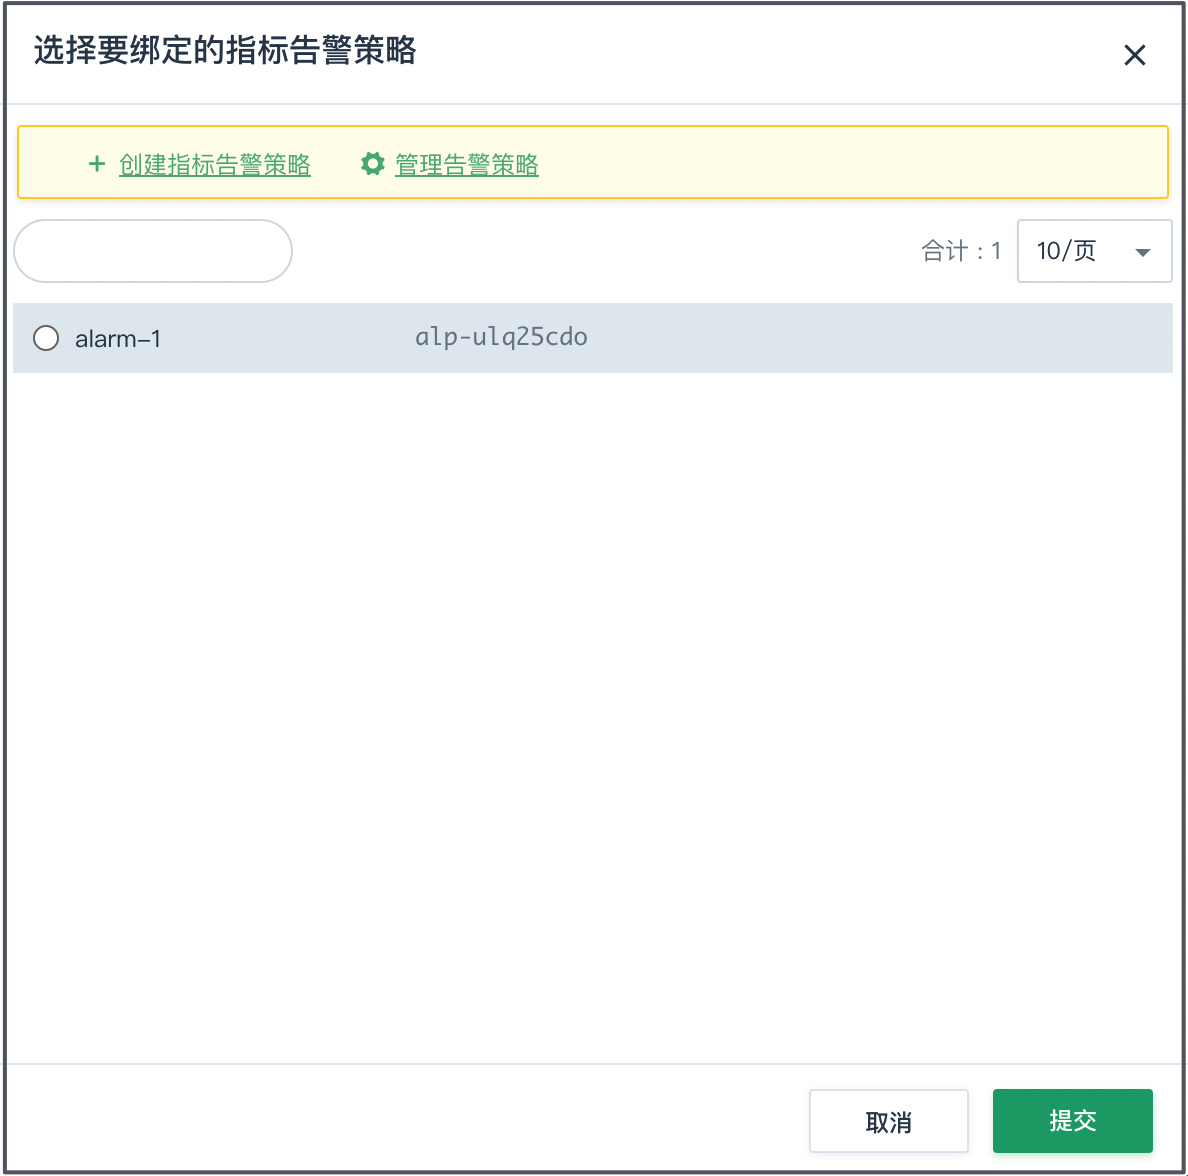 选择要绑定的指标告警策略
创建指标告警策略 管理告警策略
合计：1 10/页
alarm-1 alp-ulq25cdo
取消 提交